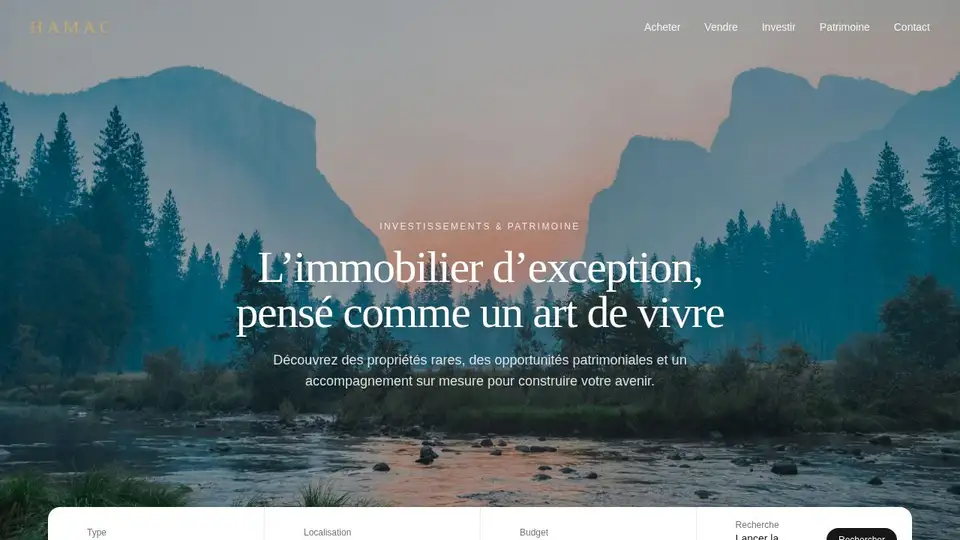 HAMAC
Acheter
Vendre
Investir
Patrimoine
Contact
INVESTISSEMENTS & PATRIMOINE
L’immobilier d’exception,
pensé comme un art de vivre
Découvrez des propriétés rares, des opportunités patrimoniales et un
accompagnement sur mesure pour construire votre avenir.
Type
Localisation
Budget
Recherche
Lancer la
Rechercher